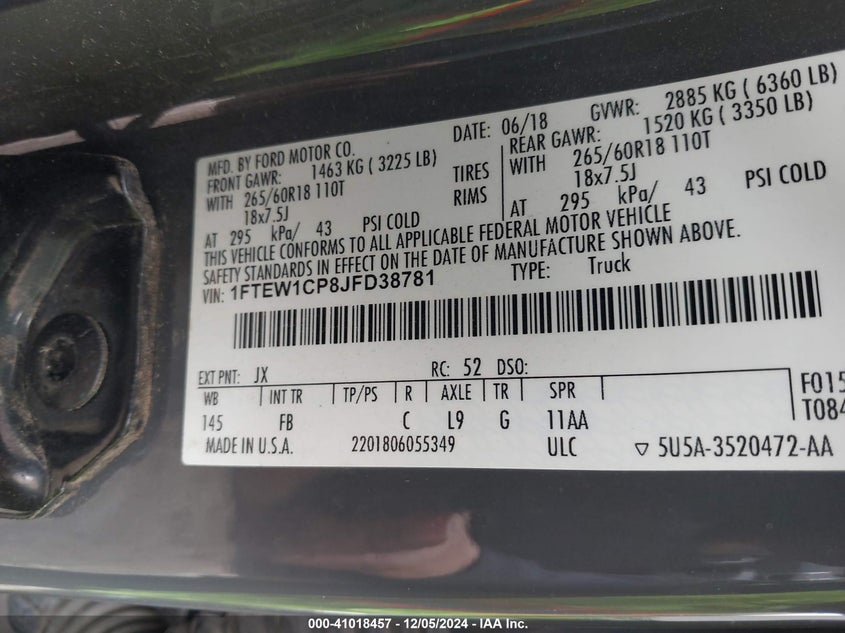 MFD. BY FORD MOTOR CO. DATE: 06/18 GVWR: 2885 KG ( 6360 LB)
FRONT GAWR: 1463 KG ( 3225 LB) REAR GAWR: 1520 KG ( 3350 LB)
WITH 265/60R18 110T TIRES WITH 265/60R18 110T
18x7.5J RIMS 18x7.5J
AT 295 kPa/ 43 PSI COLD AT 295 kPa/ 43 PSI COLD
THIS VEHICLE CONFORMS TO ALL APPLICABLE FEDERAL MOTOR VEHICLE
SAFETY STANDARDS IN EFFECT ON THE DATE OF MANUFACTURE SHOWN ABOVE.
VIN: 1FTEW1CP8JFD38781 TYPE: Truck
EXT PNT: JX RC: 52 DSO:
WB INT TR TP/PS R AXLE TR SPR F015
145 FB C L9 G 11AA T084
MADE IN U.S.A. 2201806055349 ULC ▽ 5U5A-3520472-AA
000-41018457 - 12/05/2024 - IAA Inc.